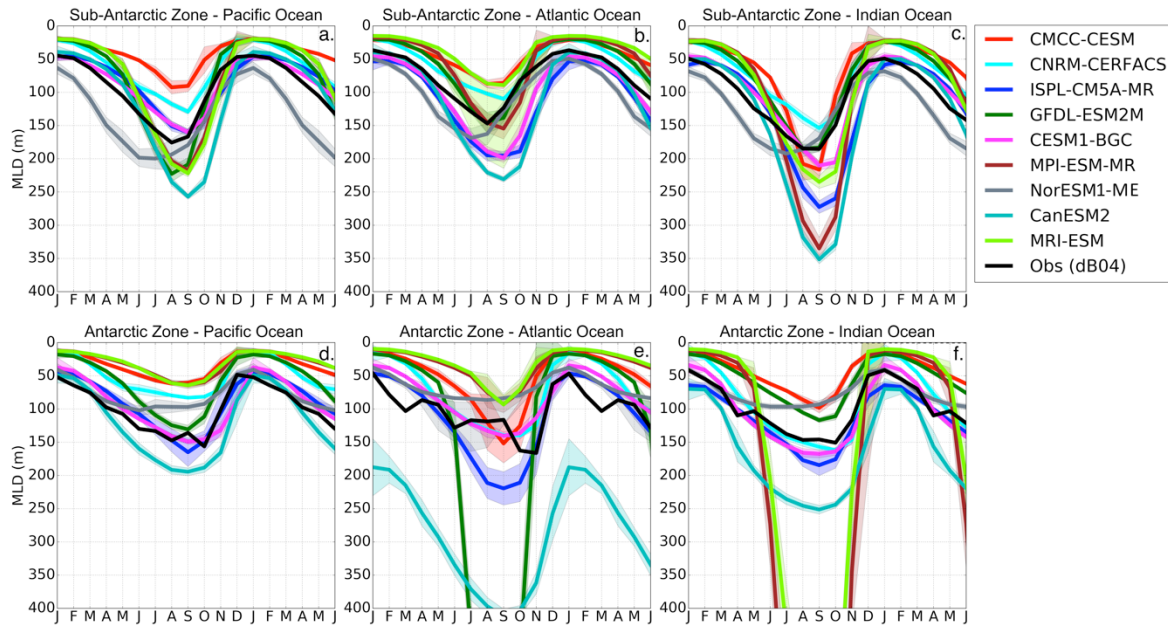 Sub-Antarctic Zone - Pacific Ocean
Sub-Antarctic Zone - Atlantic Ocean
Sub-Antarctic Zone - Indian Ocean
a.
b.
c.
MLD (m)
0
50
100
150
200
250
300
350
400
J F M A M J J A S O N D J F M A M J
J F M A M J J A S O N D J F M A M J
J F M A M J J A S O N D J F M A M J
CMCC-CESM
CNRM-CERFACS
ISPL-CM5A-MR
GFDL-ESM2M
CESM1-BGC
MPI-ESM-MR
NorESM1-ME
CanESM2
MRI-ESM
Obs (dB04)
Antarctic Zone - Pacific Ocean
Antarctic Zone - Atlantic Ocean
Antarctic Zone - Indian Ocean
d.
e.
f.
MLD (m)
0
50
100
150
200
250
300
350
400
J F M A M J J A S O N D J F M A M J
J F M A M J J A S O N D J F M A M J
J F M A M J J A S O N D J F M A M J